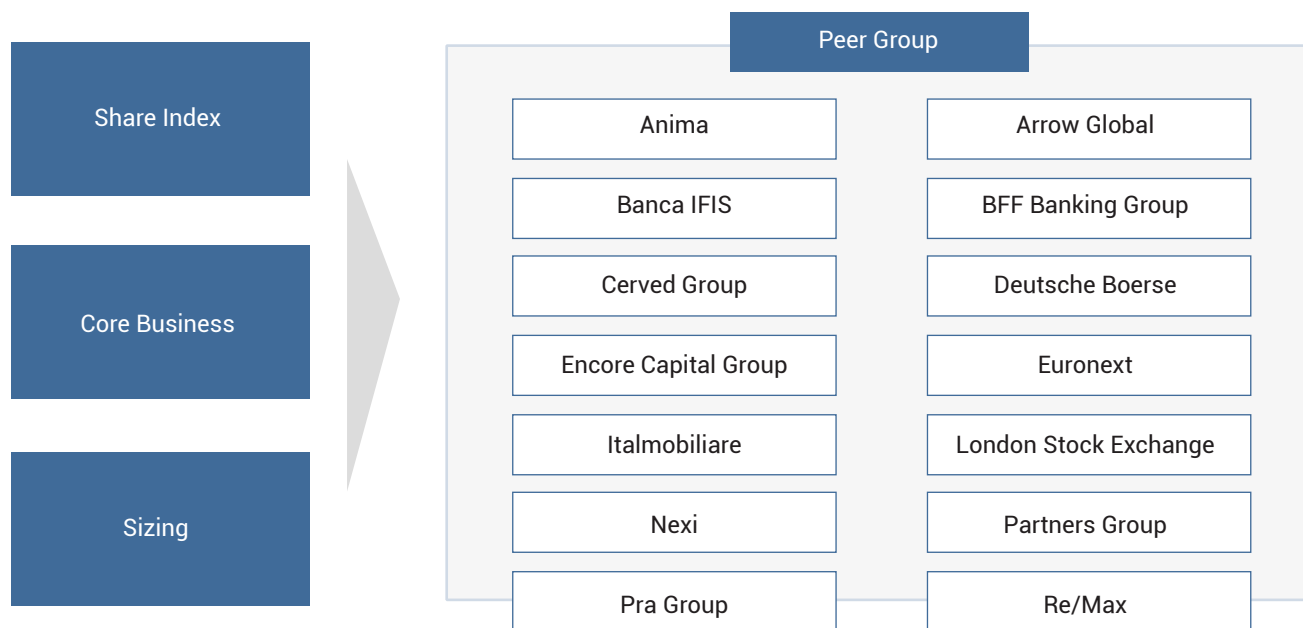 Share Index
Core Business
Sizing
Peer Group
Anima
Arrow Global
Banca IFIS
BFF Banking Group
Cerved Group
Deutsche Boerse
Encore Capital Group
Euronext
Italmobiliare
London Stock Exchange
Nexi
Partners Group
Pra Group
Re/Max